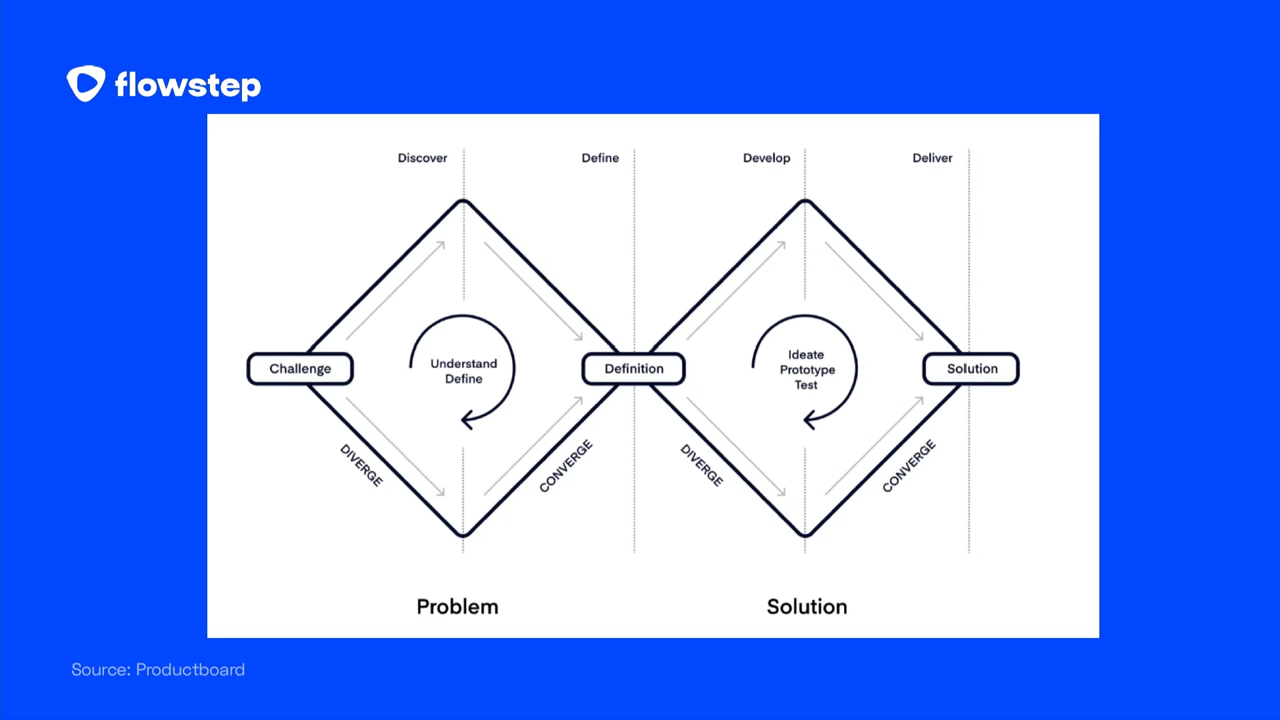 flowstep
Discover
Define
Develop
Deliver
Challenge
Understand
Define
Definition
Ideate
Prototype
Test
Solution
DIVERGE
CONVERGE
DIVERGE
CONVERGE
Problem
Solution
Source: Productboard